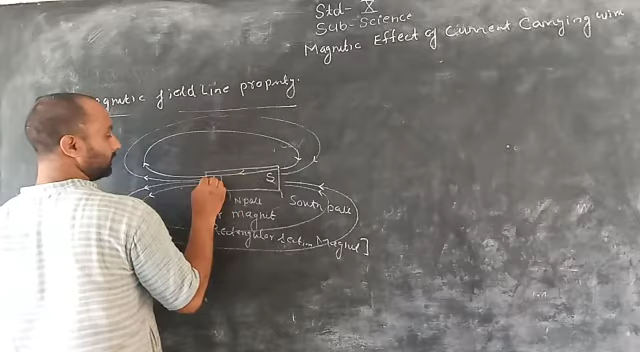 Std- X
Sub-Science
Magnetic Effect of Current Carrying wire
gnetic field Line property.
S
N pole South pole
r magnet
Rectangular section Magnet]